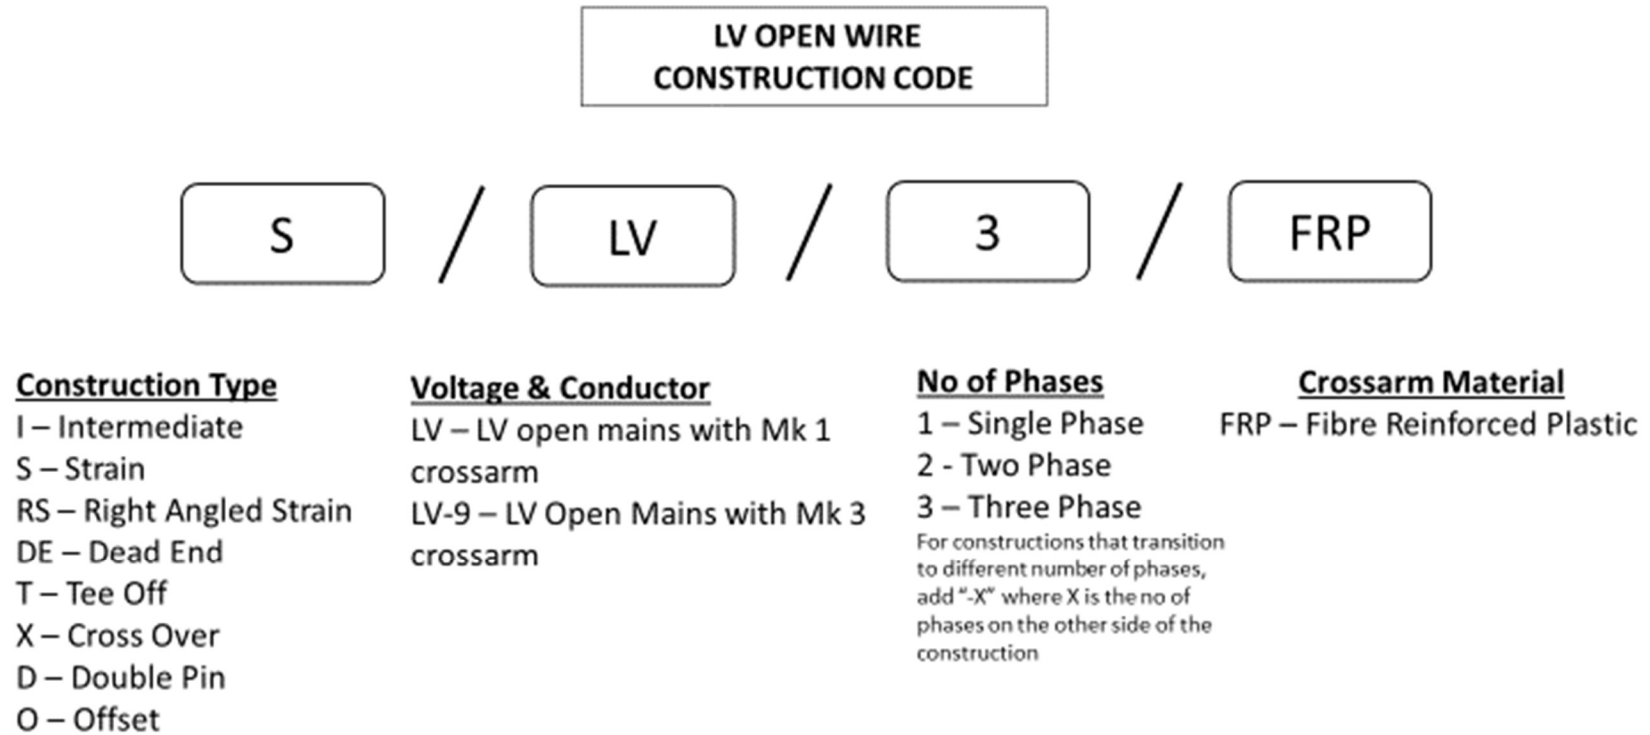 LV OPEN WIRE
CONSTRUCTION CODE
S / LV / 3 / FRP
Construction Type
I – Intermediate
S – Strain
RS – Right Angled Strain
DE – Dead End
T – Tee Off
X – Cross Over
D – Double Pin
O – Offset
Voltage & Conductor
LV – LV open mains with Mk 1
crossarm
LV-9 – LV Open Mains with Mk 3
crossarm
No of Phases
1 – Single Phase
2 - Two Phase
3 – Three Phase
For constructions that transition
to different number of phases,
add “-X” where X is the no of
phases on the other side of the
construction
Crossarm Material
FRP – Fibre Reinforced Plastic